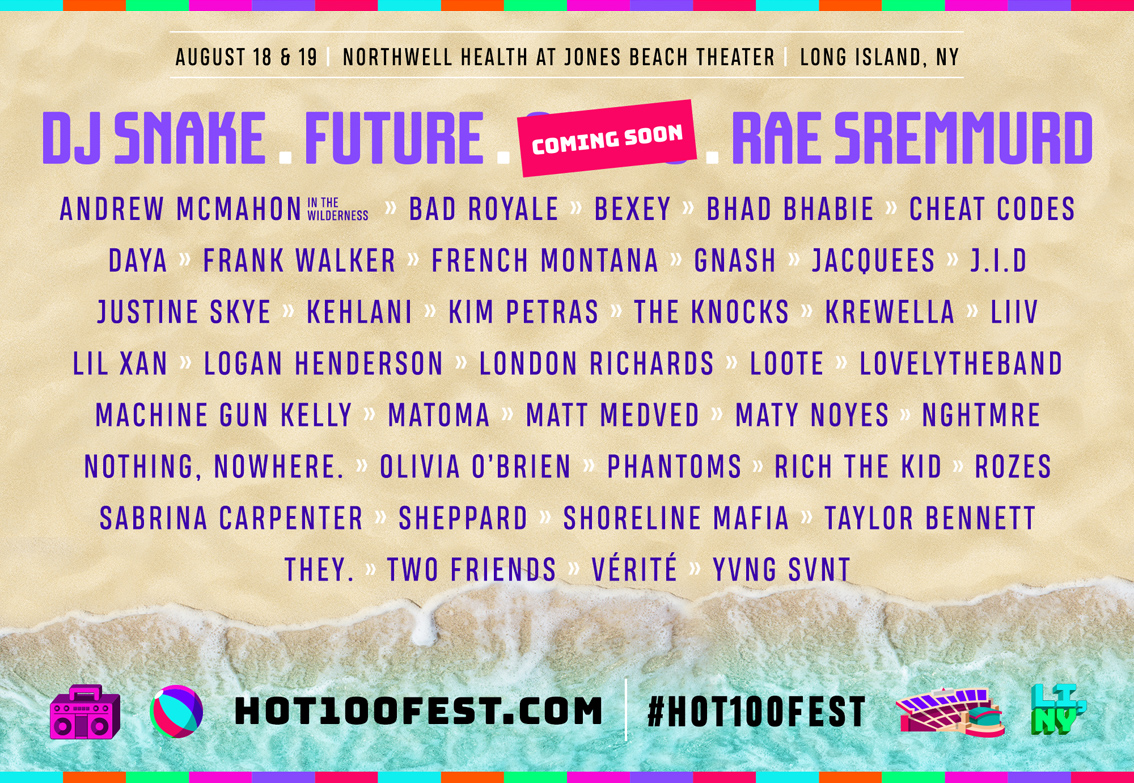 AUGUST 18 & 19 | NORTHWELL HEALTH AT JONES BEACH THEATER | LONG ISLAND, NY
DJ SNAKE . FUTURE . COMING SOON . RAE SREMMURD
ANDREW MCMAHON IN THE WILDERNESS » BAD ROYALE » BEXEY » BHAD BHABIE » CHEAT CODES
DAYA » FRANK WALKER » FRENCH MONTANA » GNASH » JACQUEES » J.I.D
JUSTINE SKYE » KEHLANI » KIM PETRAS » THE KNOCKS » KREWELLA » LIIV
LIL XAN » LOGAN HENDERSON » LONDON RICHARDS » LOOTE » LOVELYTHEBAND
MACHINE GUN KELLY » MATOMA » MATT MEDVED » MATY NOYES » NGHTMRE
NOTHING, NOWHERE. » OLIVIA O’BRIEN » PHANTOMS » RICH THE KID » ROZES
SABRINA CARPENTER » SHEPPARD » SHORELINE MAFIA » TAYLOR BENNETT
THEY. » TWO FRIENDS » VÉRITÉ » YVNG SVNT
HOT100FEST.COM | #HOT100FEST
LI, NY